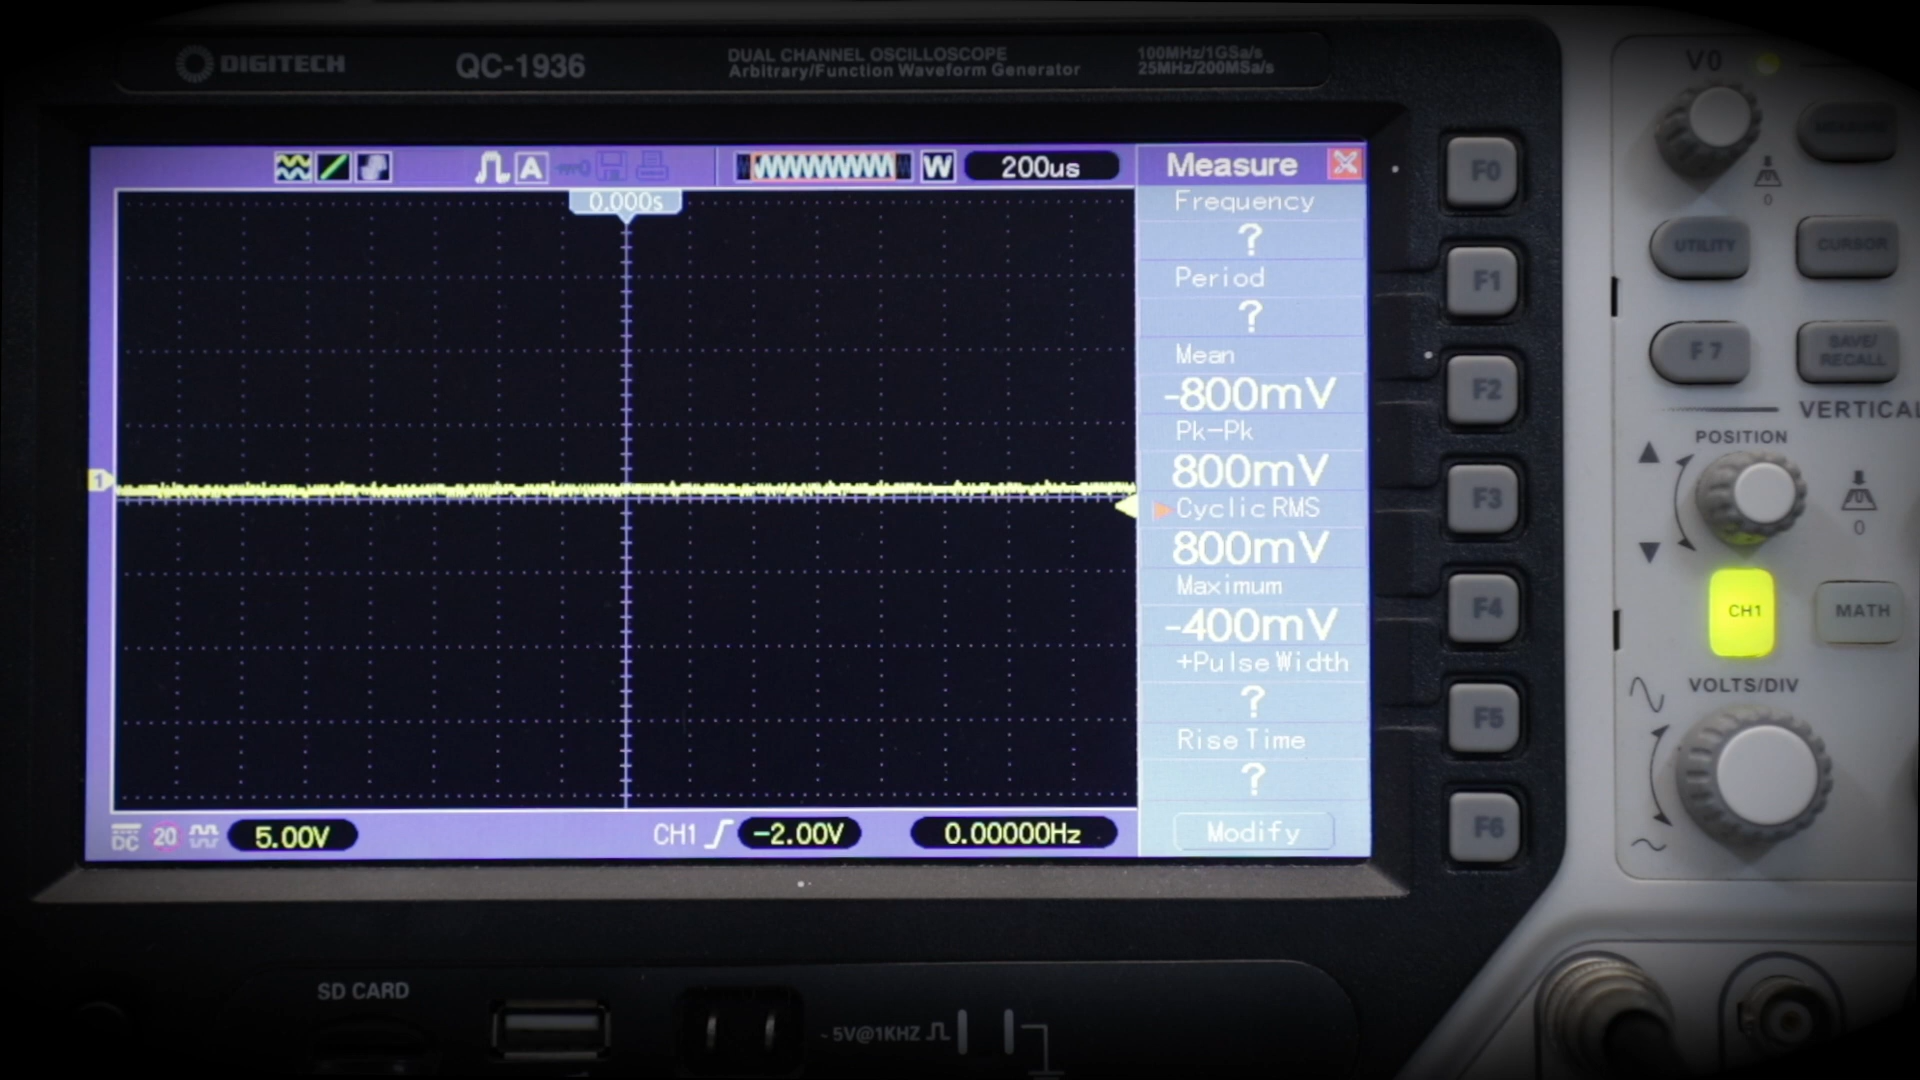 DIGITECH
QC-1936
DUAL CHANNEL OSCILLOSCOPE
Arbitrary/Function Waveform Generator
100MHz/1GSa/s
25MHz/200MSa/s
A
W
200us
0.000s
1
Measure
Frequency
?
Period
?
Mean
-800mV
Pk-Pk
800mV
Cyclic RMS
800mV
Maximum
-400mV
+Pulse Width
?
Rise Time
?
Modify
DC
20
5.00V
CH1
-2.00V
0.00000Hz
F0
F1
F2
F3
F4
F5
F6
V0
0
UTILITY
CURSOR
F7
SAVE/
RECALL
VERTICAL
POSITION
0
CH1
MATH
VOLTS/DIV
SD CARD
~5V@1KHZ